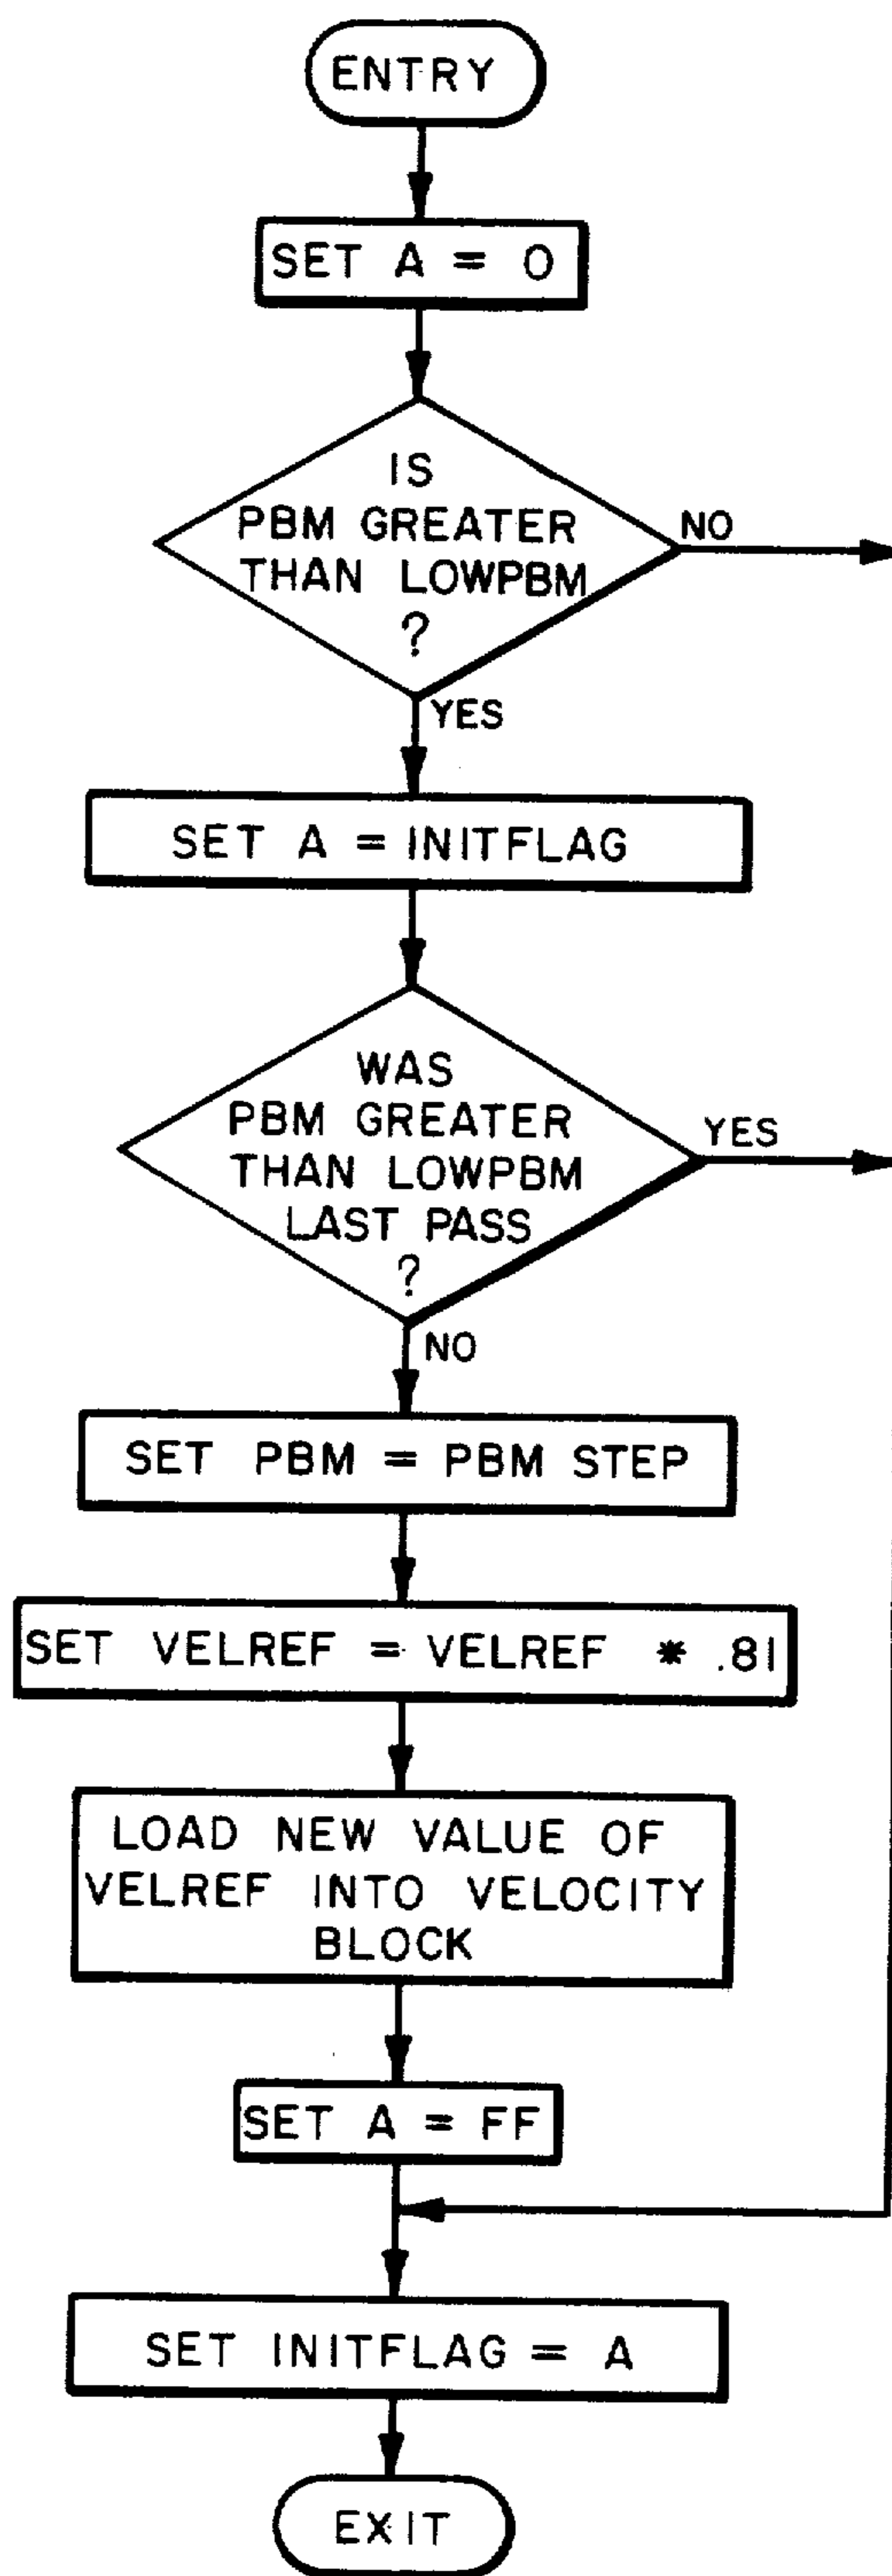 ENTRY
SET A = 0
IS
PBM GREATER
THAN LOWPBM
?
NO
YES
SET A = INITFLAG
WAS
PBM GREATER
THAN LOWPBM
LAST PASS
?
YES
NO
SET PBM = PBM STEP
SET VELREF = VELREF * .81
LOAD NEW VALUE OF
VELREF INTO VELOCITY
BLOCK
SET A = FF
SET INITFLAG = A
EXIT